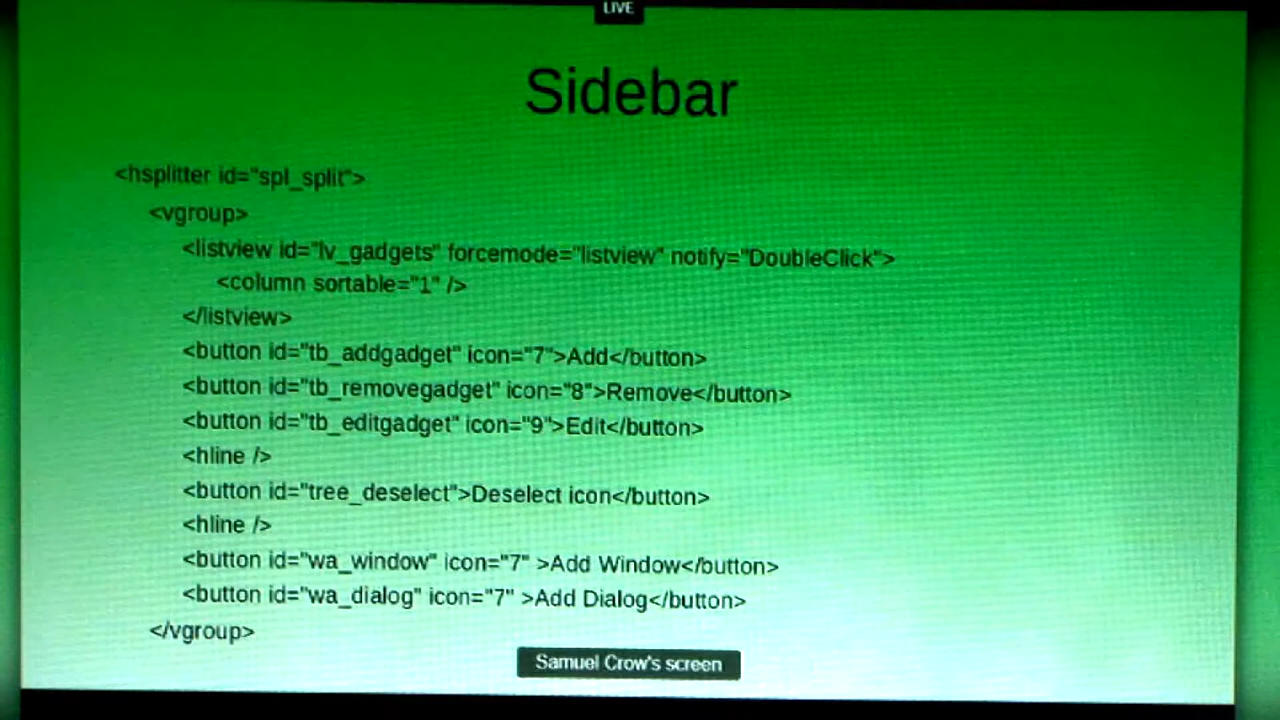 LIVE
Sidebar
<hsplitter id="spl_split">
<vgroup>
<listview id="lv_gadgets" forcemode="listview" notify="DoubleClick">
<column sortable="1" />
</listview>
<button id="tb_addgadget" icon="7">Add</button>
<button id="tb_removegadget" icon="8">Remove</button>
<button id="tb_editgadget" icon="9">Edit</button>
<hline />
<button id="tree_deselect">Deselect icon</button>
<hline />
<button id="wa_window" icon="7" >Add Window</button>
<button id="wa_dialog" icon="7" >Add Dialog</button>
</vgroup>
Samuel Crow's screen